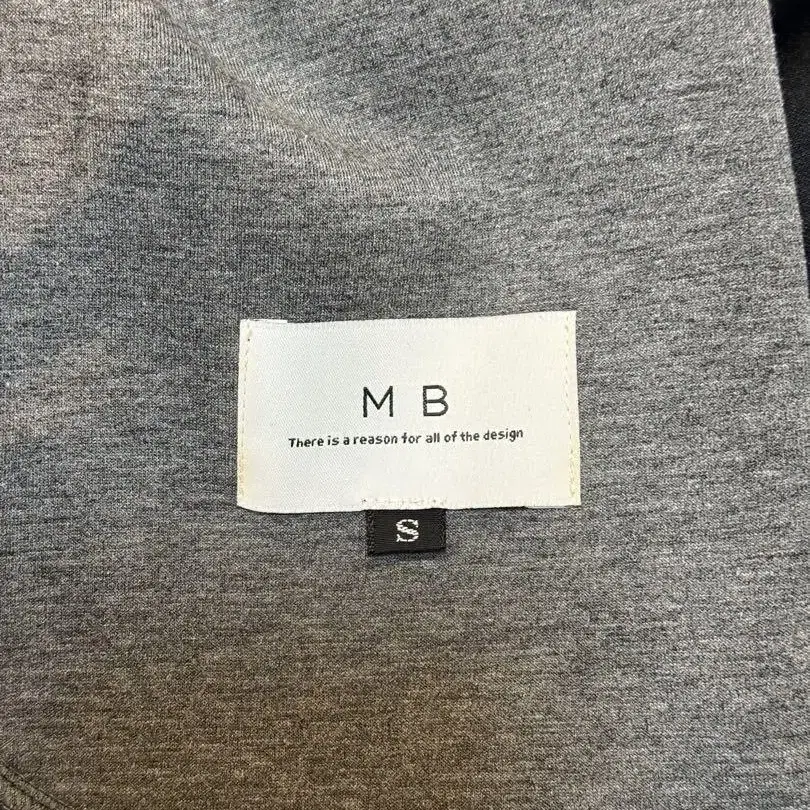 M B
There is a reason for all of the design
S